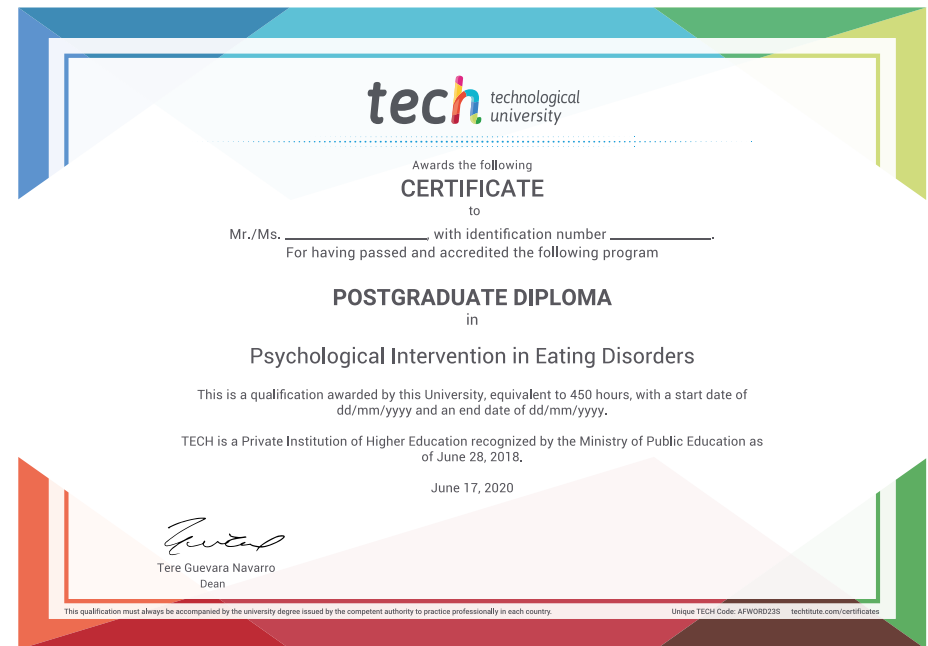 tech technological
university
Awards the following
CERTIFICATE
to
Mr./Ms. ____________________, with identification number ______________.
For having passed and accredited the following program
POSTGRADUATE DIPLOMA
in
Psychological Intervention in Eating Disorders
This is a qualification awarded by this University, equivalent to 450 hours, with a start date of
dd/mm/yyyy and an end date of dd/mm/yyyy.
TECH is a Private Institution of Higher Education recognized by the Ministry of Public Education as
of June 28, 2018.
June 17, 2020
Tere Guevara Navarro
Dean
This qualification must always be accompanied by the university degree issued by the competent authority to practice professionally in each country.
Unique TECH Code: AFWORD23S techtitute.com/certificates